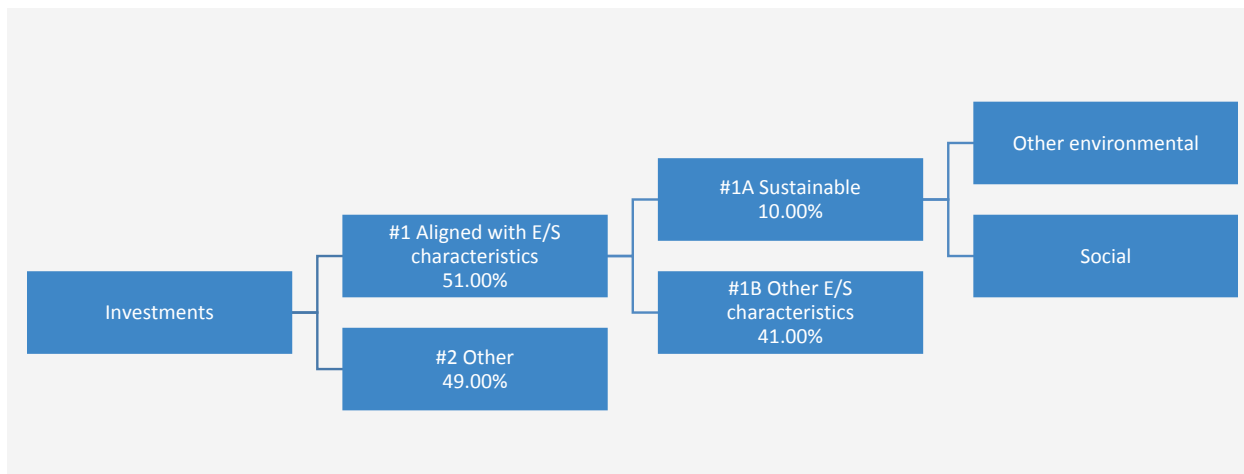 Investments
#1 Aligned with E/S
characteristics
51.00%
#2 Other
49.00%
#1A Sustainable
10.00%
#1B Other E/S
characteristics
41.00%
Other environmental
Social